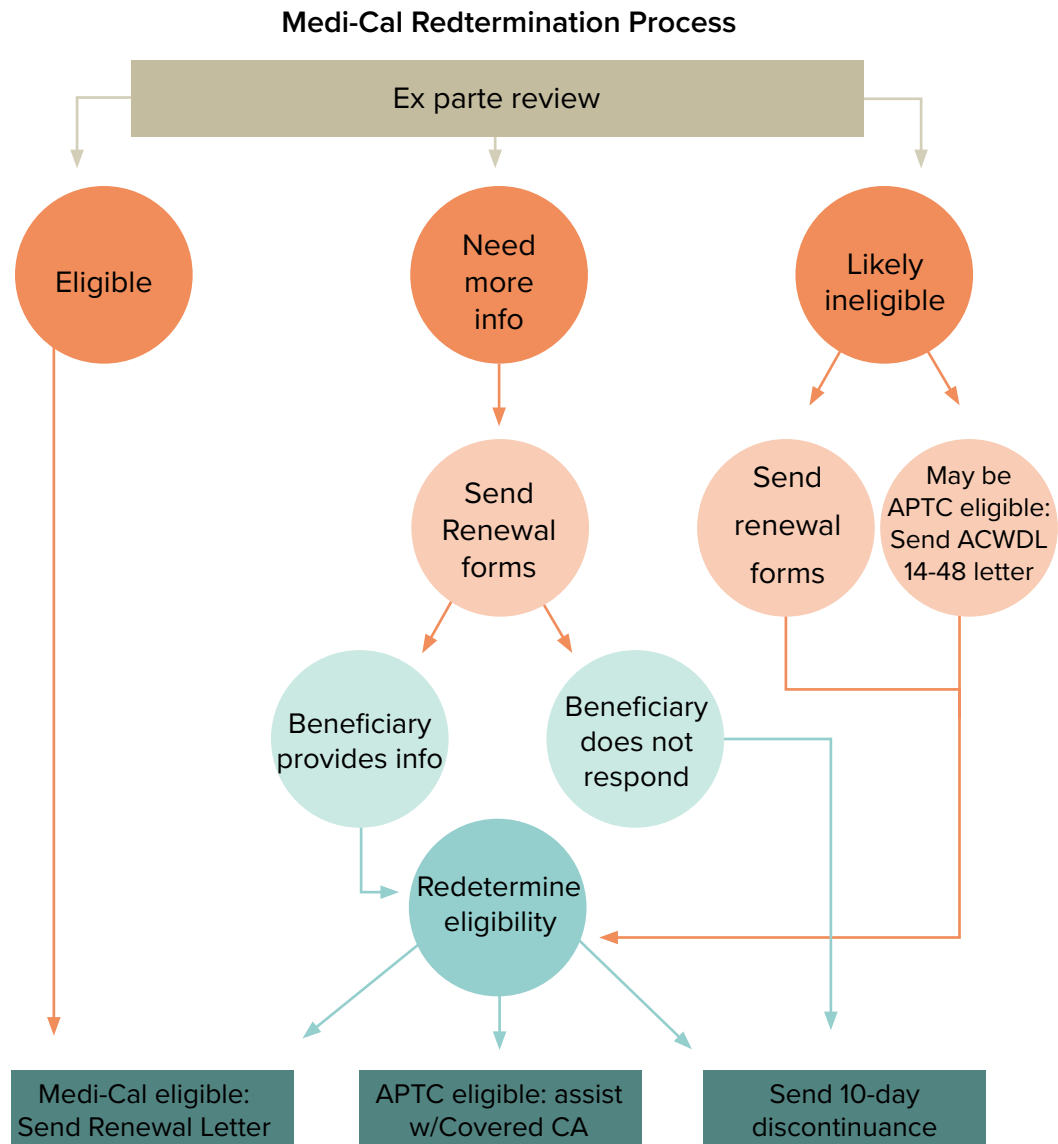 Medi-Cal Redtermination Process
Ex parte review
Eligible
Need
more
info
Likely
ineligible
Send
Renewal
forms
Send
renewal
forms
May be
APTC eligible:
Send ACWDL
14-48 letter
Beneficiary
provides info
Beneficiary
does not
respond
Redetermine
eligibility
Medi-Cal eligible:
Send Renewal Letter
APTC eligible: assist
w/Covered CA
Send 10-day
discontinuance